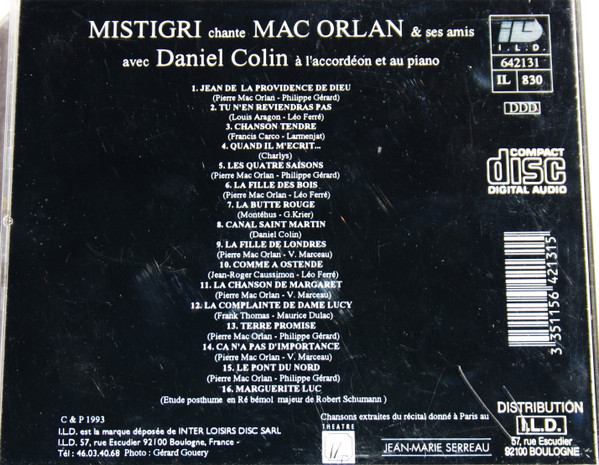 MISTIGRI chante MAC ORLAN & ses amis
avec Daniel Colin à l'accordéon et au piano
I.L.D.
642131
IL 830
DDD
COMPACT
disc
DIGITAL AUDIO
1. JEAN DE LA PROVIDENCE DE DIEU
(Pierre Mac Orlan - Philippe Gérard)
2. TU N'EN REVIENDRAS PAS
(Louis Aragon - Léo Ferré)
3. CHANSON TENDRE
(Francis Carco - Larmenjat)
4. QUAND IL M'ECRIT...
(Charlys)
5. LES QUATRE SAISONS
(Pierre Mac Orlan - Philippe Gérard)
6. LA FILLE DES BOIS
(Pierre Mac Orlan - Léo Ferré)
7. LA BUTTE ROUGE
(Montéhus - G.Krier)
8. CANAL SAINT MARTIN
(Daniel Colin)
9. LA FILLE DE LONDRES
(Pierre Mac Orlan - V. Marceau)
10. COMME A OSTENDE
(Jean-Roger Caussimon - Léo Ferré)
11. LA CHANSON DE MARGARET
(Pierre Mac Orlan - V. Marceau)
12. LA COMPLAINTE DE DAME LUCY
(Frank Thomas - Maurice Dulac)
13. TERRE PROMISE
(Pierre Mac Orlan - Philippe Gérard)
14. CA N'A PAS D'IMPORTANCE
(Pierre Mac Orlan - V. Marceau)
15. LE PONT DU NORD
(Pierre Mac Orlan - Philippe Gérard)
16. MARGUERITE LUC
(Etude posthume en Ré bémol majeur de Robert Schumann)
3 351156 421315
C & P 1993
I.L.D. est la marque déposée de INTER LOISIRS DISC SARL
I.L.D. 57, rue Escudier 92100 Boulogne, France -
Tél : 46.03.40.68 Photo : Gérard Gouery
Chansons extraites du récital donné à Paris au
THEATRE
JEAN-MARIE SERREAU
DISTRIBUTION
I.L.D.
57, rue Escudier
92100 BOULOGNE